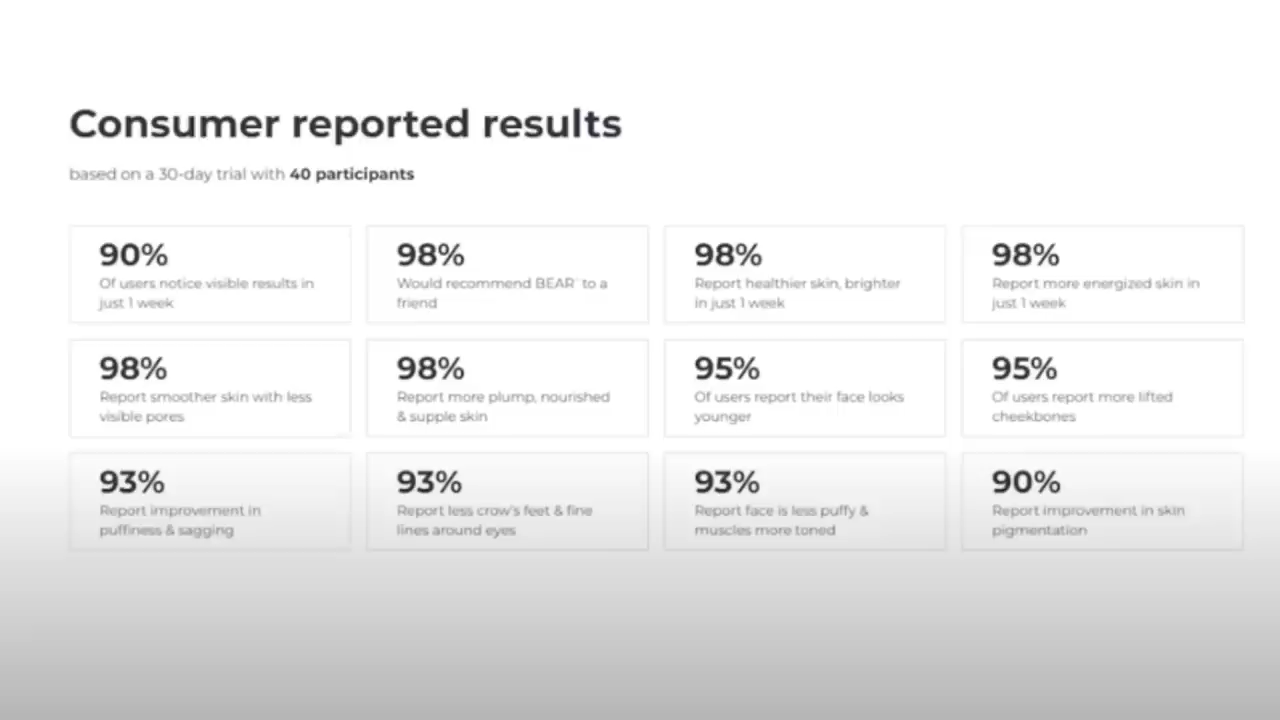 Consumer reported results
based on a 30-day trial with 40 participants
90%
Of users notice visible results in
just 1 week
98%
Would recommend BEAR™ to a
friend
98%
Report healthier skin, brighter
in just 1 week
98%
Report more energized skin in
just 1 week
98%
Report smoother skin with less
visible pores
98%
Report more plump, nourished
& supple skin
95%
Of users report their face looks
younger
95%
Of users report more lifted
cheekbones
93%
Report improvement in
puffiness & sagging
93%
Report less crow's feet & fine
lines around eyes
93%
Report face is less puffy &
muscles more toned
90%
Report improvement in skin
pigmentation